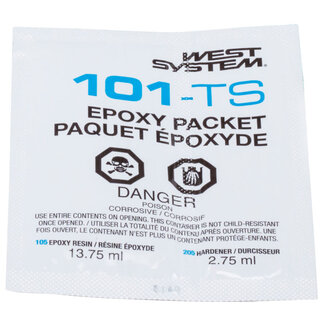 WEST
SYSTEM®
101-TS
EPOXY PACKET
PAQUET ÉPOXYDE
DANGER
POISON
CORROSIVE / CORROSIF
USE ENTIRE CONTENTS ON OPENING. THIS CONTAINER IS NOT CHILD-RESISTANT
ONCE OPENED. / UTILISER LA TOTALITÉ DU CONTENU APRÈS OUVERTURE. UNE
FOIS OUVERT, LE CONTENANT N'EST PLUS UN CONTENANT PROTÈGE-ENFANTS.
105 EPOXY RESIN / RÉSINE ÉPOXYDE 205 HARDENER / DURCISSEUR
13.75 ml 2.75 ml